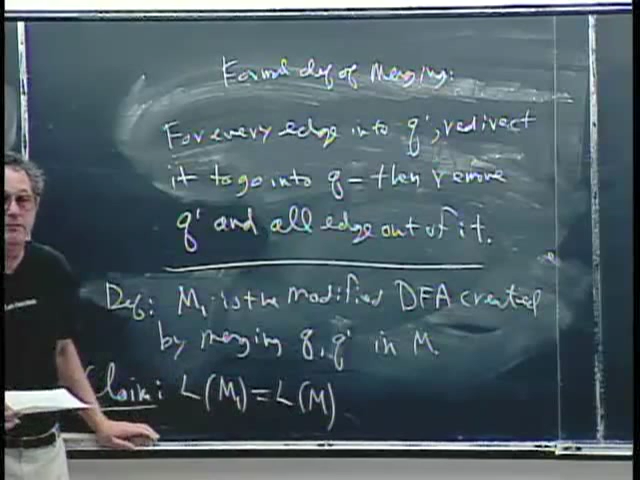 Formal def of Merging:
For every edge into q', redirect
it to go into q – then remove
q' and all edge out of it.
Def: M₁ is the modified DFA created
by merging q, q' in M.
Claim: L(M₁) = L(M)